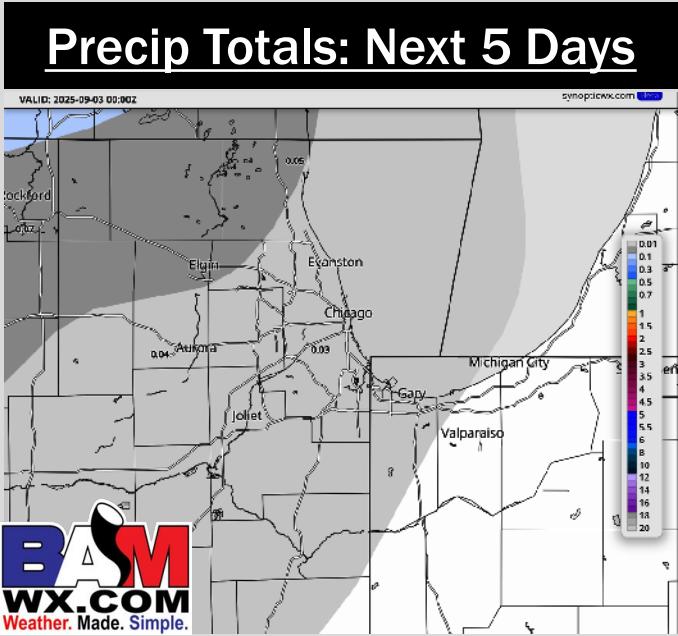 Precip Totals: Next 5 Days
VALID: 2025-09-03 00:00Z
synopticwx.com
0.05
Rockford
0.07
Elgin
Evanston
Chicago
0.04
Aurora
0.03
Michigan City
Gary
Joliet
Valparaiso
0.01
0.1
0.3
0.5
0.7
1
1.5
2
2.5
3
3.5
4
4.5
5
5.5
6
8
10
12
14
16
18
20
BAM
WX.COM
Weather. Made. Simple.